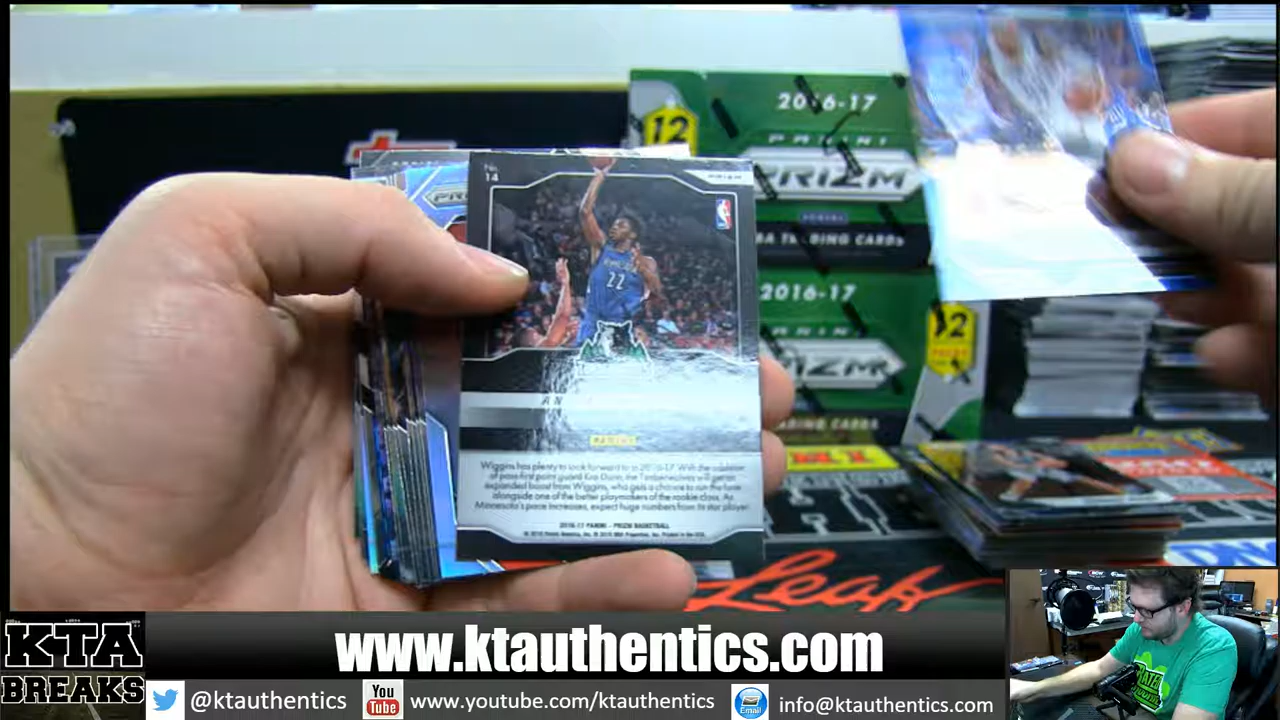 2016-17
12
PANINI
PRIZM
NBA TRADING CARDS
No.
14
PRIZM
22
2016-17
12
PANINI
PRIZM
PANINI
Wiggins has plenty to look forward to in 2016-17. With the addition
of pass-first point guard Kris Dunn, the Timberwolves will get an
expanded boost from Wiggins, who gets a chance to run the lane
alongside one of the better playmakers of the rookie class. As
Minnesota's pace increases, expect huge numbers from its star player.
2016-17 PANINI - PRIZM BASKETBALL
Leaf
KTA
BREAKS
www.ktauthentics.com
@ktauthentics
You
Tube
www.youtube.com/ktauthentics
Email
info@ktauthentics.com